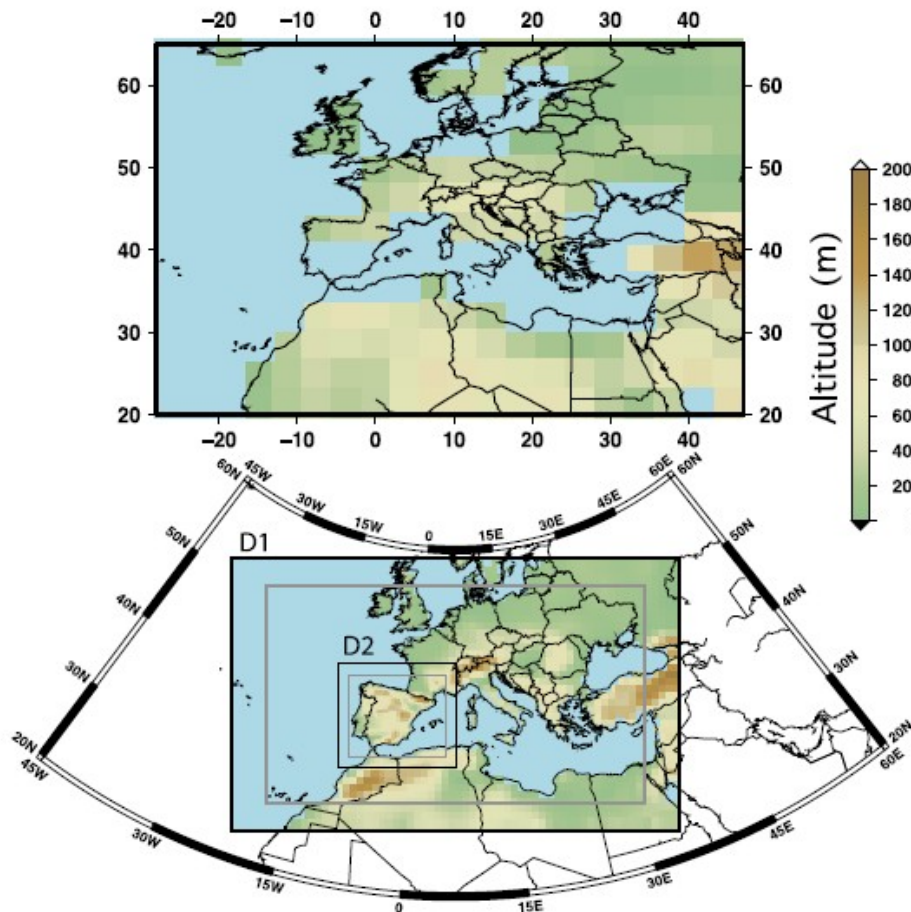 −20 −10 0 10 20 30 40
60 60
50 50
40 40
30 30
20 20
−20 −10 0 10 20 30 40
200
180
160
140
120
100
80
60
40
20
Altitude (m)
60N 45W 30W 15W 0 15E 30E 45E 60E 60N
50N 50N
40N 40N
30N 30N
20N 20N
45W 30W 15W 0 15E 30E 45E 60E
D1
D2